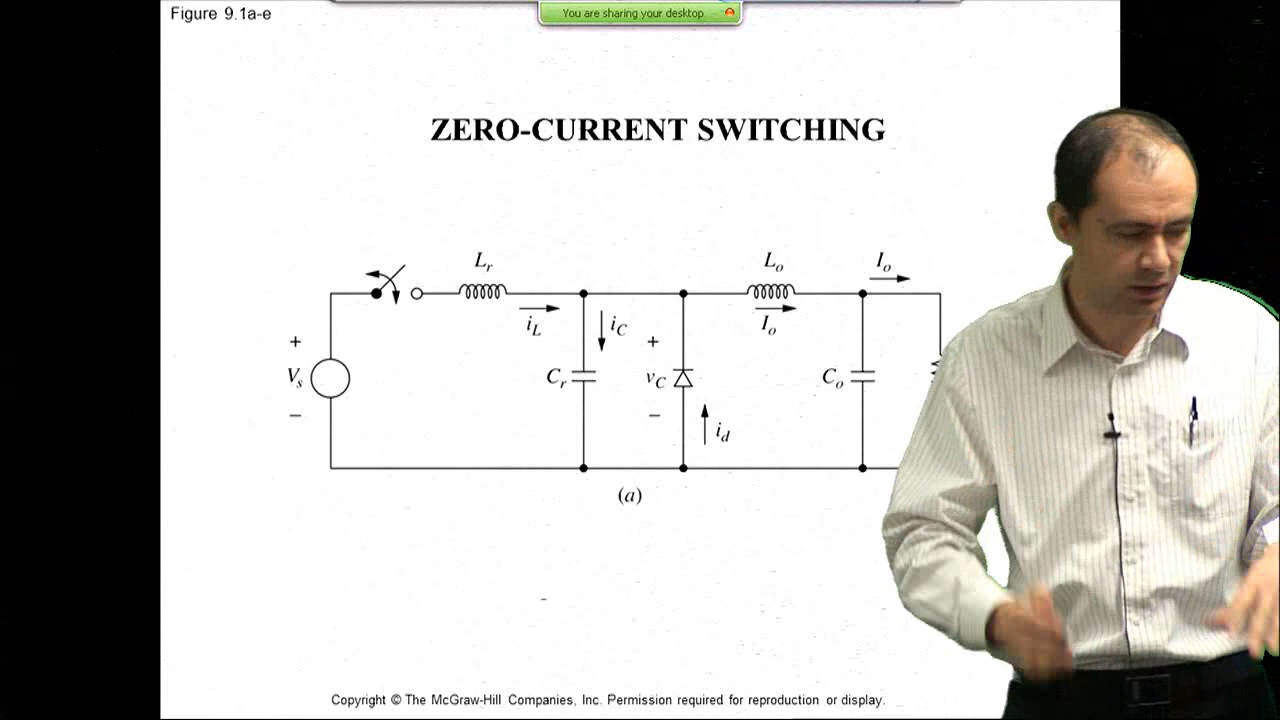 Figure 9.1a-e
You are sharing your desktop
ZERO-CURRENT SWITCHING
Lr
Lo
Io
iL
iC
+
Io
+
Vs
Cr
vC
Co
−
−
id
(a)
Copyright © The McGraw-Hill Companies, Inc. Permission required for reproduction or display.